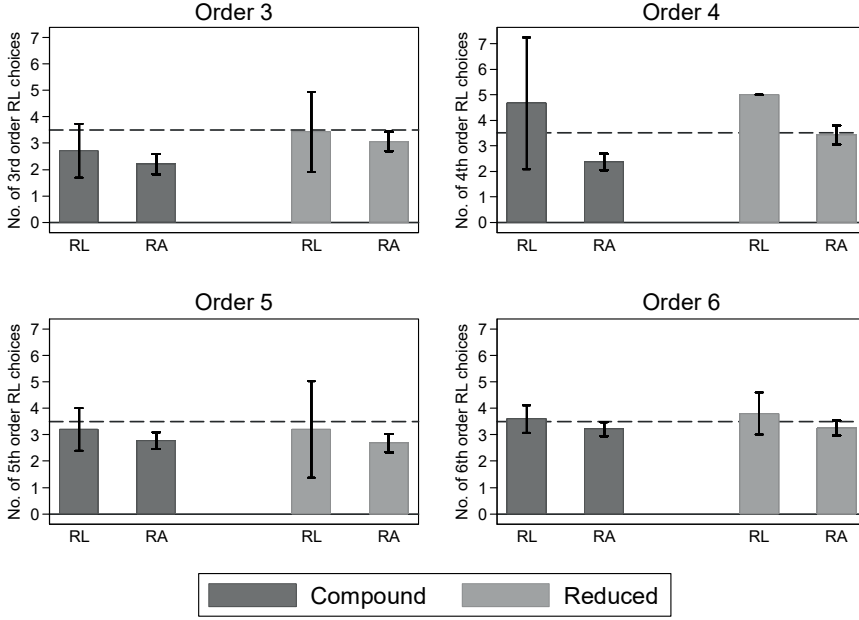 Order 3
No. of 3rd order RL choices
7
6
5
4
3
2
1
0
RL RA RL RA
Order 4
No. of 4th order RL choices
7
6
5
4
3
2
1
0
RL RA RL RA
Order 5
No. of 5th order RL choices
7
6
5
4
3
2
1
0
RL RA RL RA
Order 6
No. of 6th order RL choices
7
6
5
4
3
2
1
0
RL RA RL RA
Compound Reduced